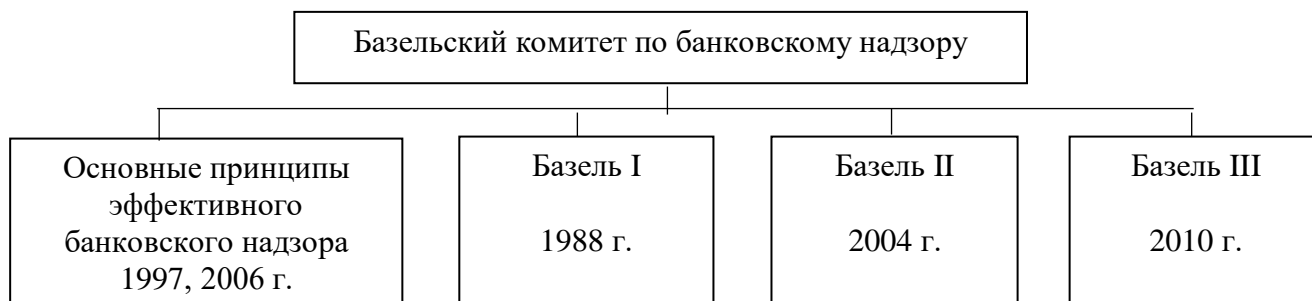 Базельский комитет по банковскому надзору
Основные принципы
эффективного
банковского надзора
1997, 2006 г.
Базель I
1988 г.
Базель II
2004 г.
Базель III
2010 г.